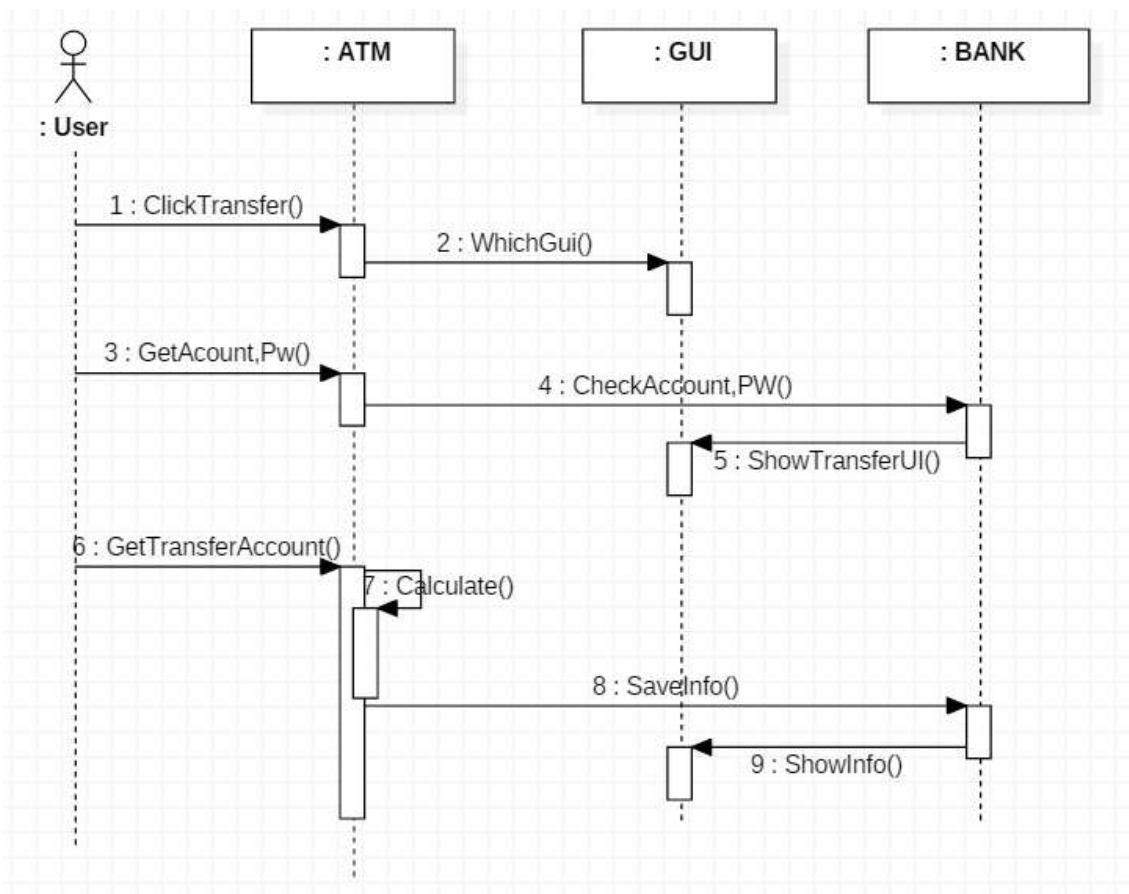 : ATM
: GUI
: BANK
: User
1 : ClickTransfer()
2 : WhichGui()
3 : GetAcount,Pw()
4 : CheckAccount,PW()
5 : ShowTransferUI()
6 : GetTransferAccount()
7 : Calculate()
8 : SaveInfo()
9 : ShowInfo()